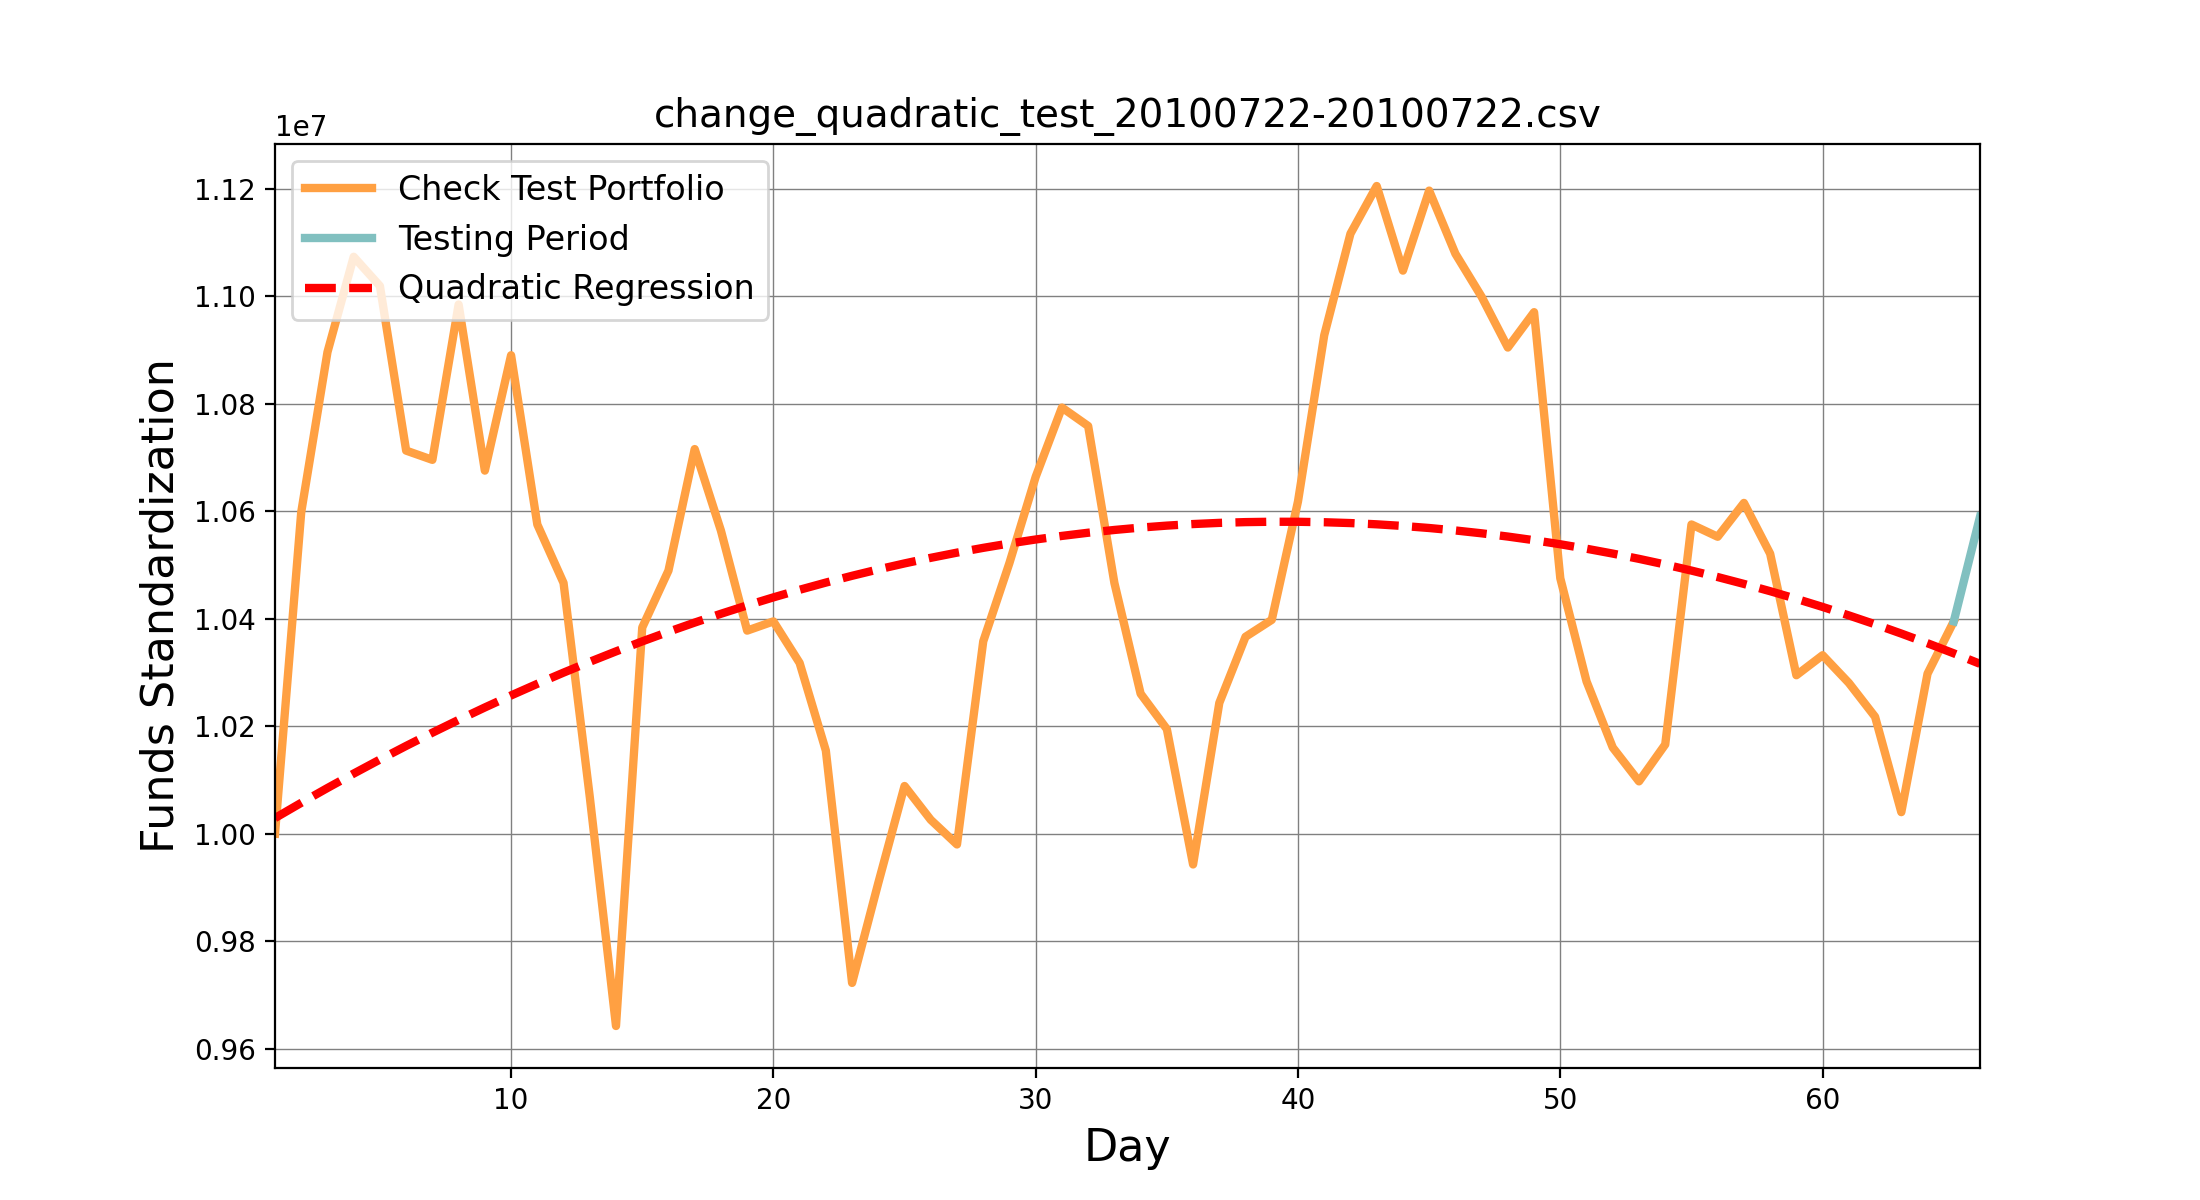 change_quadratic_test_20100722-20100722.csv
1e7
Check Test Portfolio
Testing Period
Quadratic Regression
1.12
1.10
1.08
1.06
1.04
1.02
1.00
0.98
0.96
Funds Standardization
10 20 30 40 50 60
Day